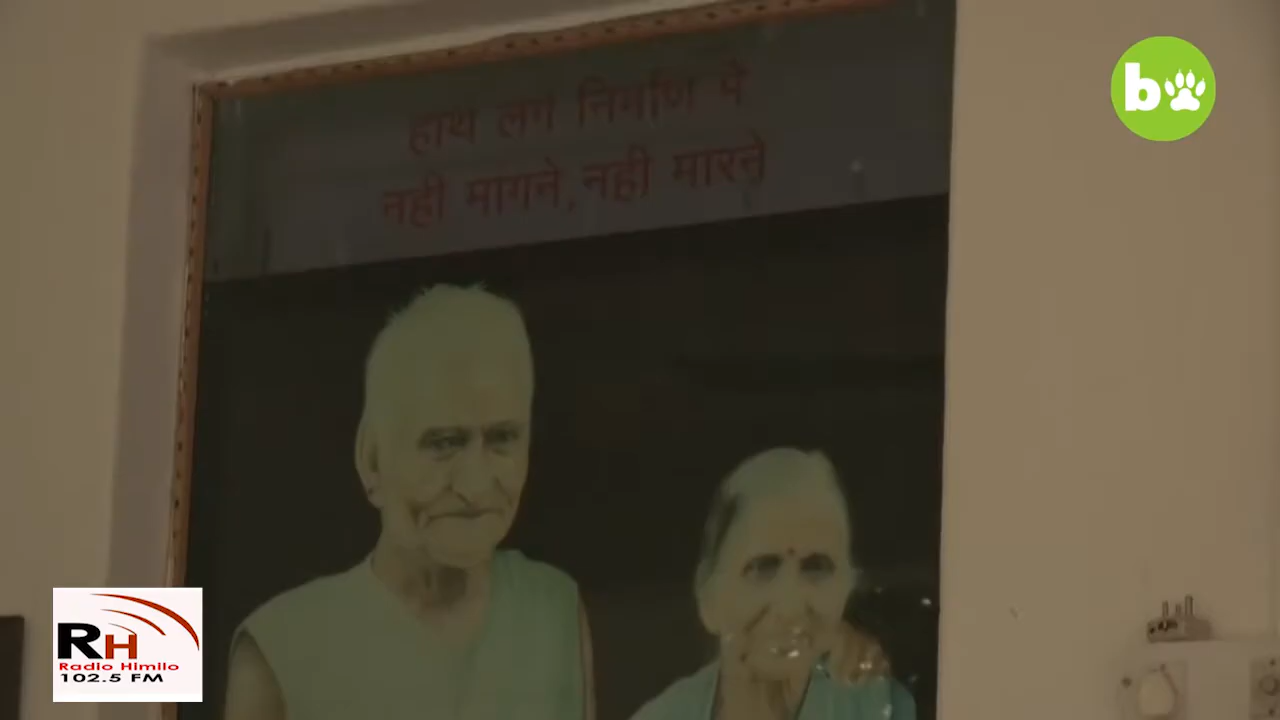 हाथ लगे निर्माण में
नही मागने, नही मारने
b
RH
Radio Himilo
102.5 FM